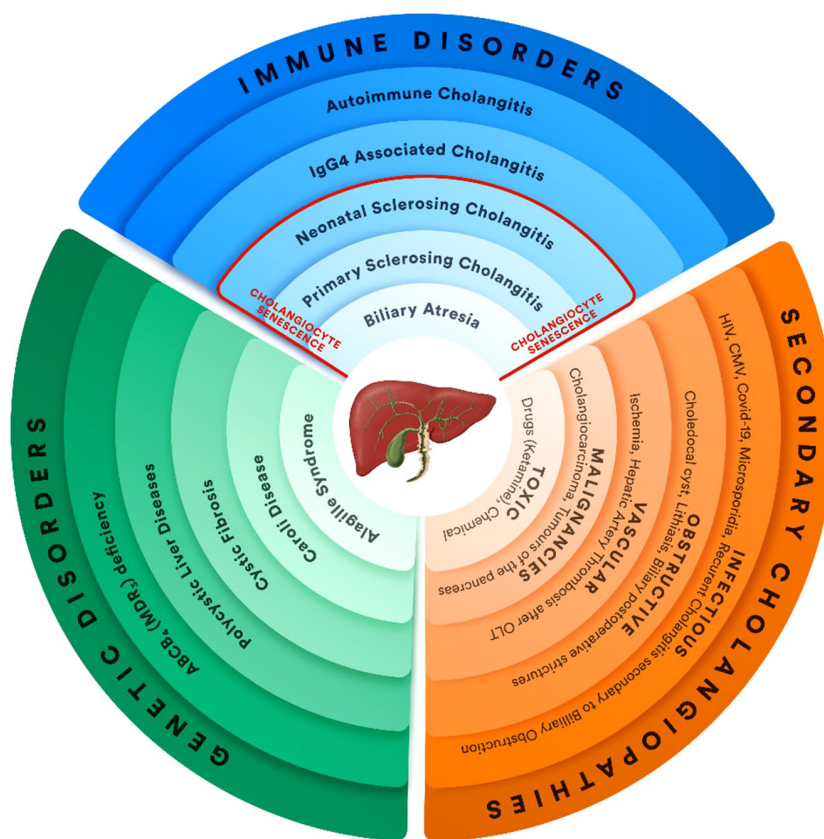 IMMUNE DISORDERS
Autoimmune Cholangitis
IgG4 Associated Cholangitis
Neonatal Sclerosing Cholangitis
Primary Sclerosing Cholangitis
Biliary Atresia
CHOLANGIOCYTE
SENESCENCE
CHOLANGIOCYTE
SENESCENCE
SECONDARY CHOLANGIOPATHIES
INFECTIOUS
HIV, CMV, Covid-19, Microsporidia, Recurent Cholangitis secondary to Billiary Obstruction
OBSTRUCTIVE
Choledocal cyst, Lithiasis, Biliary postoperative strictures
VASCULAR
Ischemia, Hepatic Artery Thrombosis after OLT
MALIGNANCIES
Cholangiocarcinoma, Tumours of the pancreas
TOXIC
Drugs (Ketamine), Chemical
GENETIC DISORDERS
ABCB₄ (MDR₃) deficiency
Polycystic Liver Diseases
Cystic Fibrosis
Caroli Disease
Alagille Syndrome